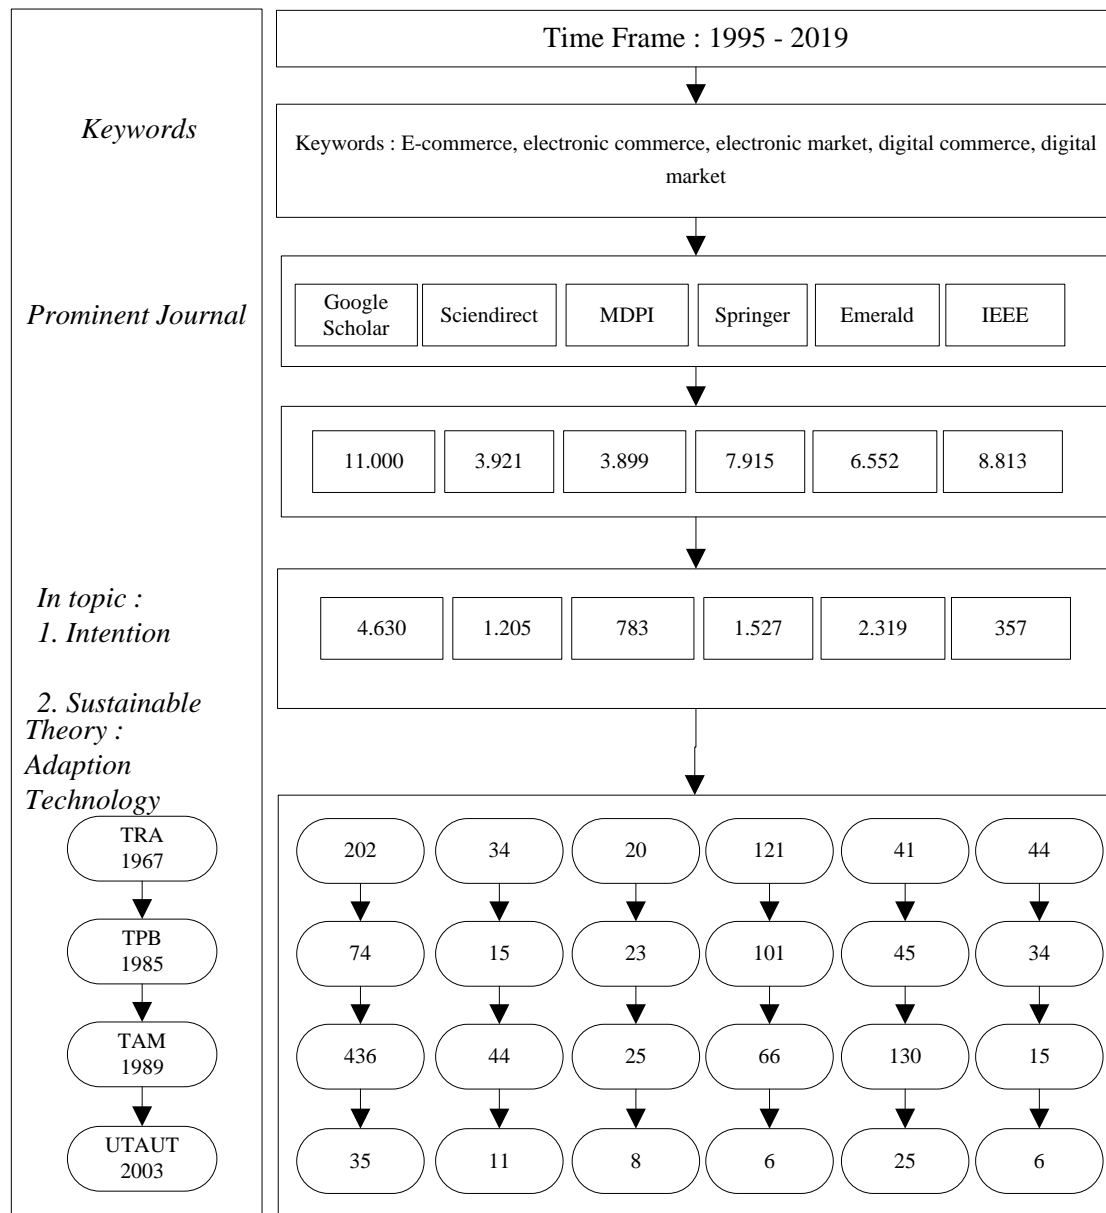 Time Frame : 1995 - 2019
Keywords
Keywords : E-commerce, electronic commerce, electronic market, digital commerce, digital
market
Prominent Journal
Google
Scholar
Sciendirect
MDPI
Springer
Emerald
IEEE
11.000
3.921
3.899
7.915
6.552
8.813
In topic :
1. Intention
2. Sustainable
4.630
1.205
783
1.527
2.319
357
Theory :
Adaption
Technology
TRA
1967
202
34
20
121
41
44
TPB
1985
74
15
23
101
45
34
TAM
1989
436
44
25
66
130
15
UTAUT
2003
35
11
8
6
25
6